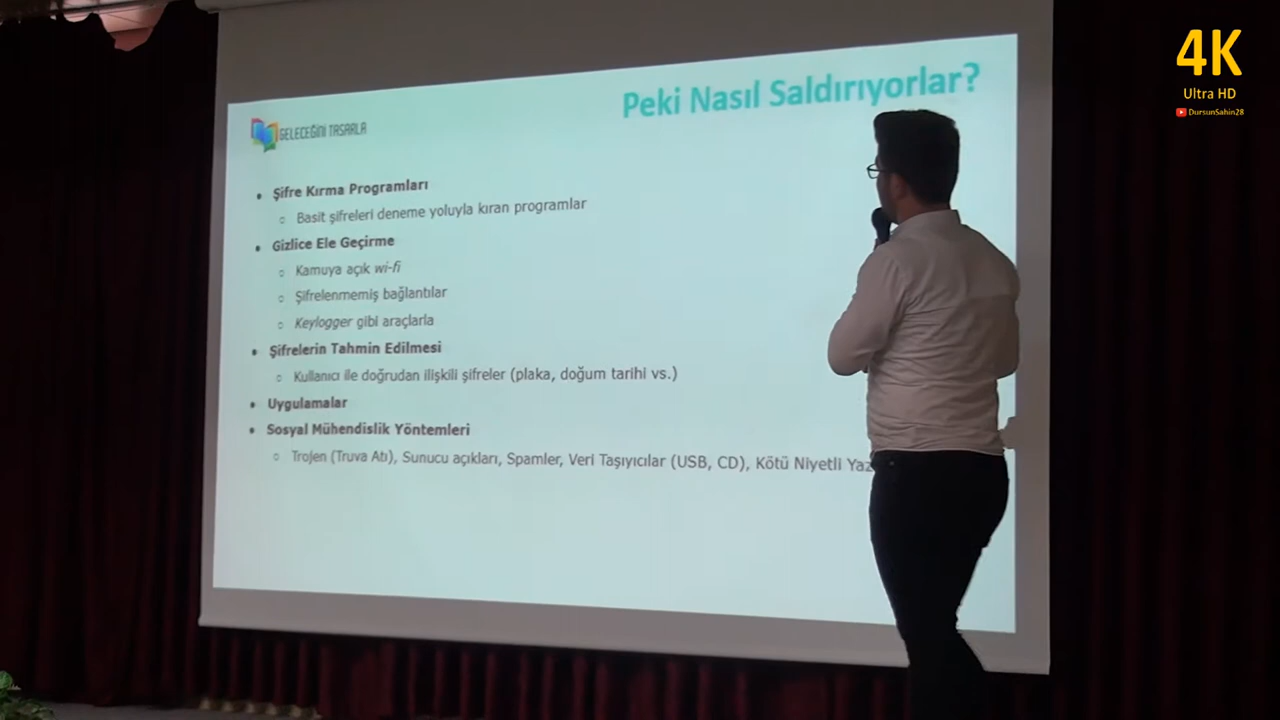 Peki Nasıl Saldırıyorlar?
GELECEĞİNİ TASARLA
• Şifre Kırma Programları
○ Basit şifreleri deneme yoluyla kıran programlar
• Gizlice Ele Geçirme
○ Kamuya açık wi-fi
○ Şifrelenmemiş bağlantılar
○ Keylogger gibi araçlarla
• Şifrelerin Tahmin Edilmesi
○ Kullanıcı ile doğrudan ilişkili şifreler (plaka, doğum tarihi vs.)
• Uygulamalar
• Sosyal Mühendislik Yöntemleri
○ Trojen (Truva Atı), Sunucu açıkları, Spamler, Veri Taşıyıcılar (USB, CD), Kötü Niyetli Yaz
4K
Ultra HD
DursunSahin28